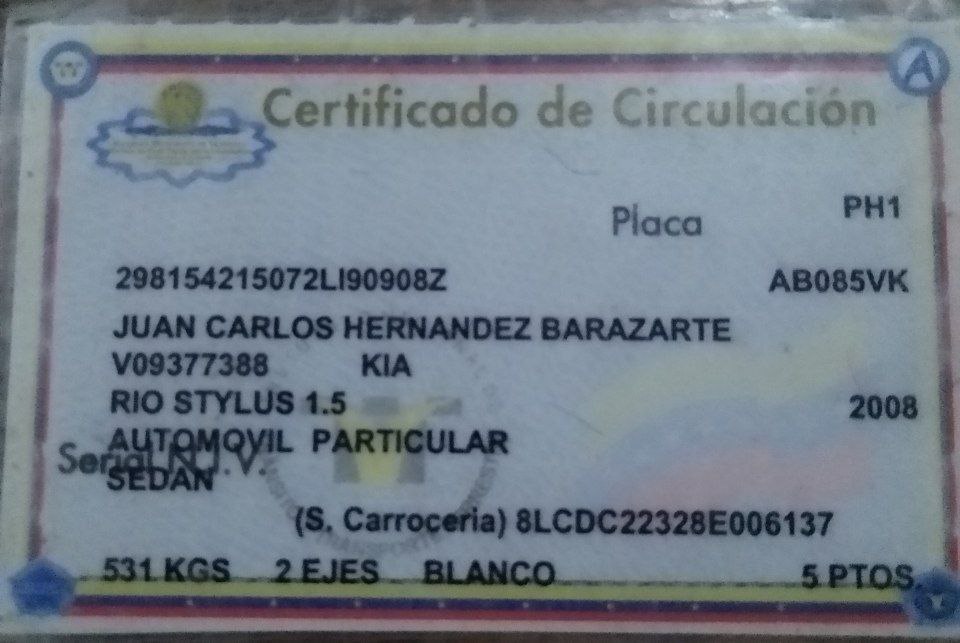 Certificado de Circulación
PH1
Placa
298154215072LI90908Z AB085VK
JUAN CARLOS HERNANDEZ BARAZARTE
V09377388 KIA
RIO STYLUS 1.5 2008
AUTOMOVIL PARTICULAR
Serial N.I.V.
SEDAN
(S. Carroceria) 8LCDC22328E006137
531 KGS 2 EJES BLANCO 5 PTOS.